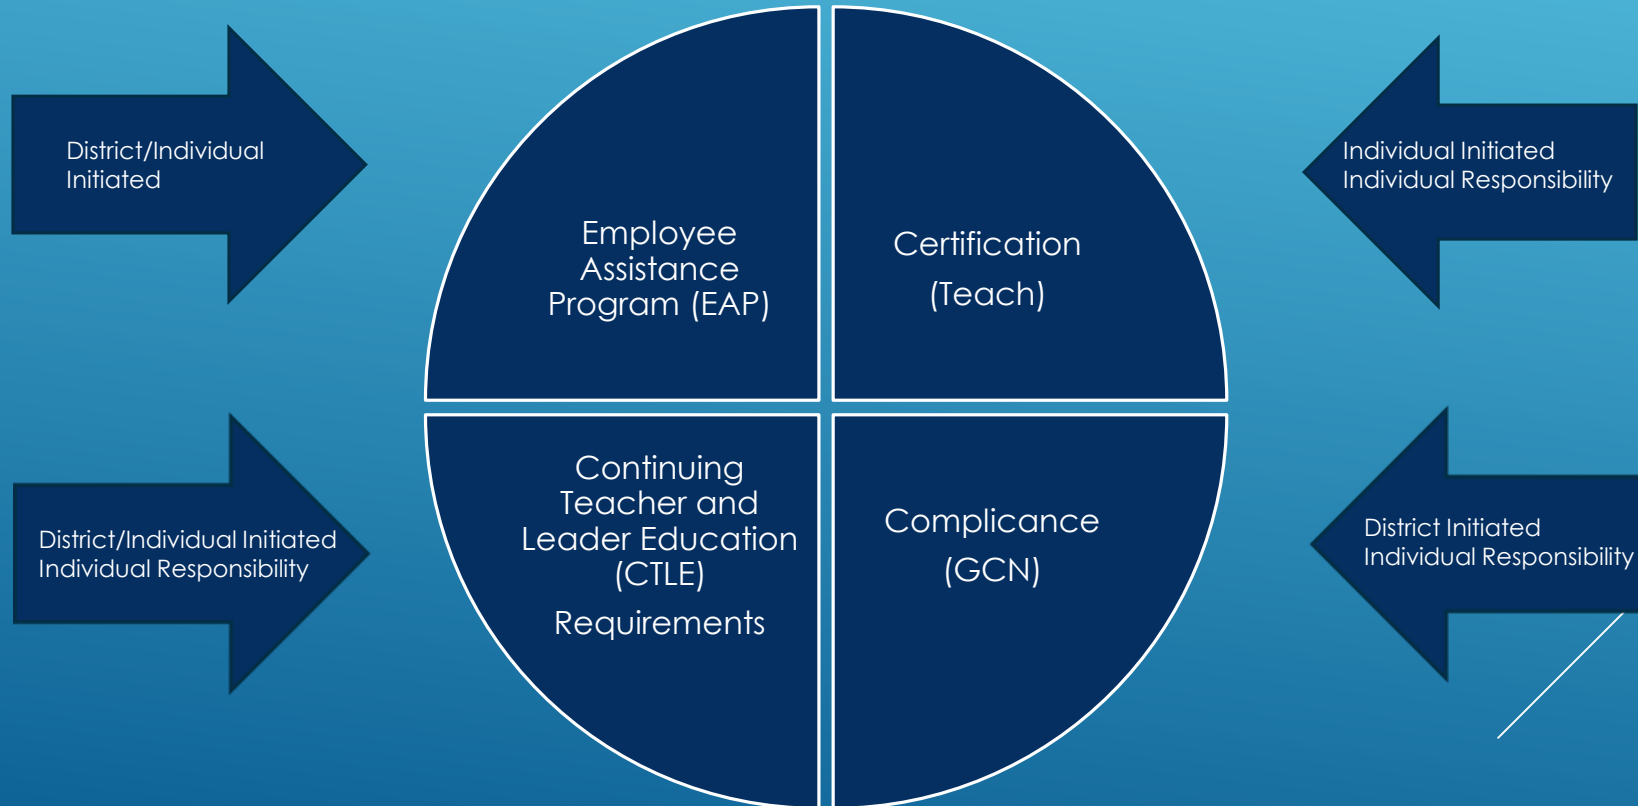 District/Individual
Initiated
Employee
Assistance
Program (EAP)
Certification
(Teach)
Individual Initiated
Individual Responsibility
District/Individual Initiated
Individual Responsibility
Continuing
Teacher and
Leader Education
(CTLE)
Requirements
Complicance
(GCN)
District Initiated
Individual Responsibility